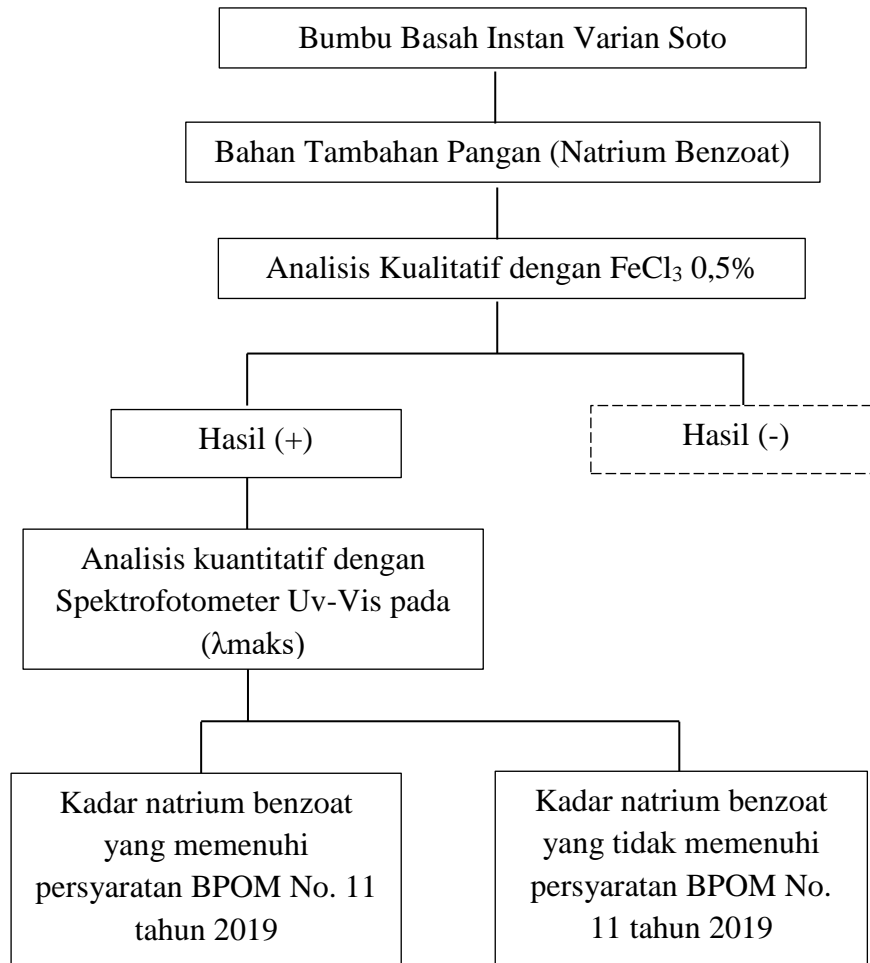 Bumbu Basah Instan Varian Soto
Bahan Tambahan Pangan (Natrium Benzoat)
Analisis Kualitatif dengan FeCl₃ 0,5%
Hasil (+)
Hasil (-)
Analisis kuantitatif dengan
Spektrofotometer Uv-Vis pada
(λmaks)
Kadar natrium benzoat
yang memenuhi
persyaratan BPOM No. 11
tahun 2019
Kadar natrium benzoat
yang tidak memenuhi
persyaratan BPOM No.
11 tahun 2019